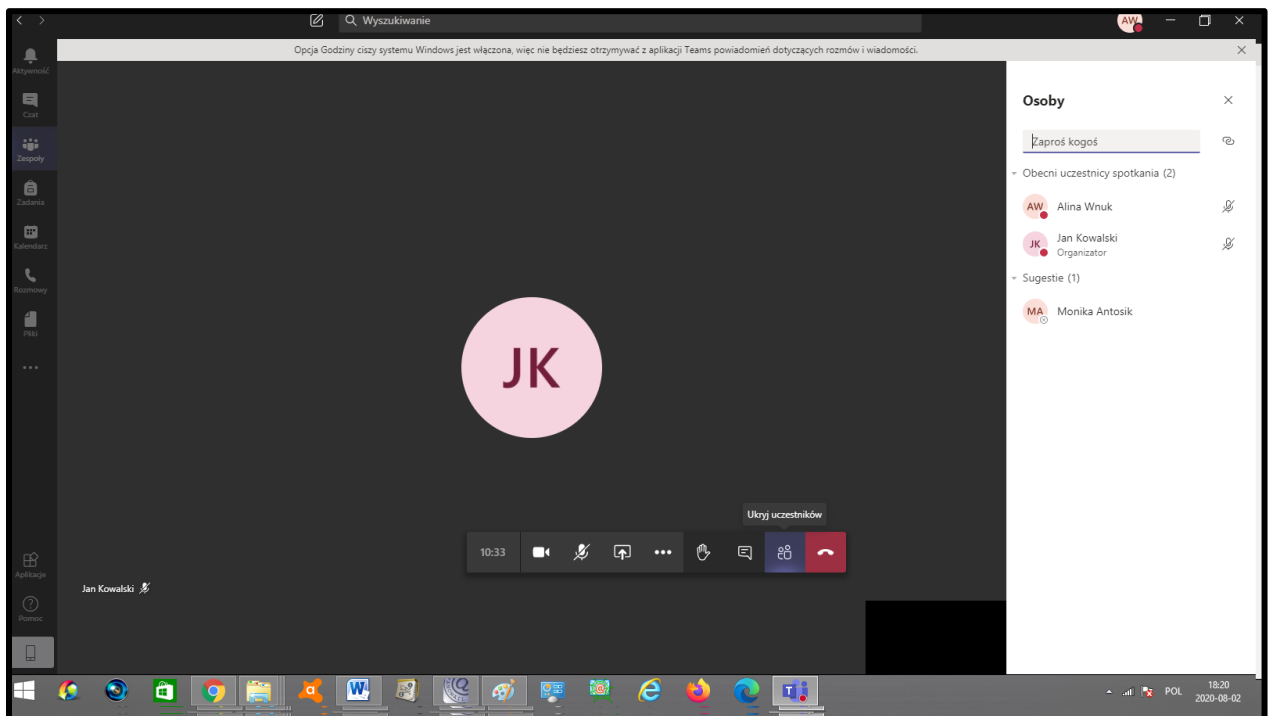 Wyszukiwanie
AW
Opcja Godziny ciszy systemu Windows jest włączona, więc nie będziesz otrzymywać z aplikacji Teams powiadomień dotyczących rozmów i wiadomości.
Aktywność
Czat
Zespoły
Zadania
Kalendarz
Rozmowy
Pliki
Aplikacje
Pomoc
JK
Jan Kowalski
Ukryj uczestników
10:33
Osoby
Zaproś kogoś
Obecni uczestnicy spotkania (2)
AW Alina Wnuk
JK Jan Kowalski
Organizator
Sugestie (1)
MA Monika Antosik
POL
18:20
2020-08-02